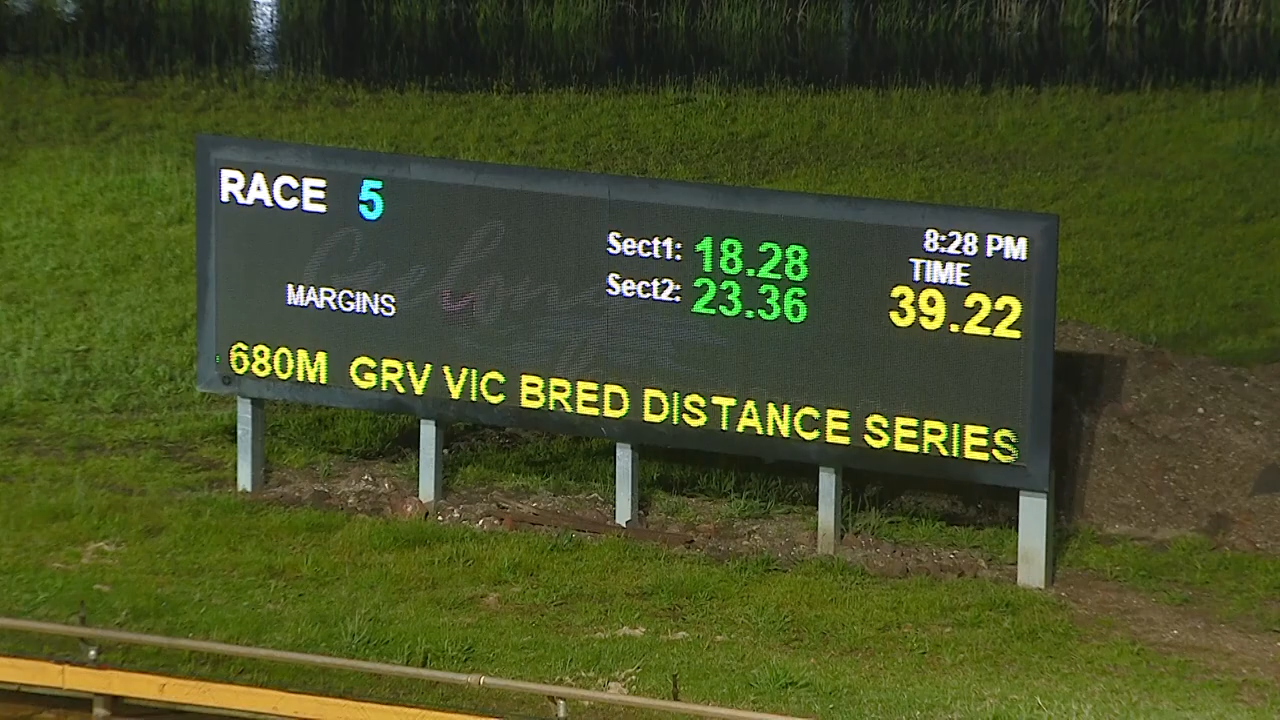 RACE 5
8:28 PM
Sect1: 18.28
TIME
Sect2: 23.36
39.22
MARGINS
680M GRV VIC BRED DISTANCE SERIES